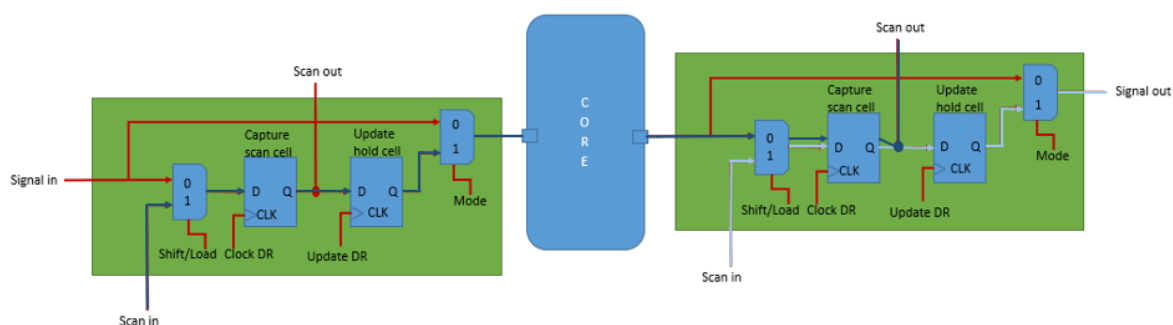 Scan out
Capture
scan cell
Update
hold cell
0
1
Signal in
0
1
D
Q
CLK
D
Q
CLK
Mode
Shift/Load
Clock DR
Update DR
Scan in
C
O
R
E
Scan out
Capture
scan cell
Update
hold cell
0
1
Signal out
0
1
D
Q
CLK
D
Q
CLK
Mode
Shift/Load
Clock DR
Update DR
Scan in